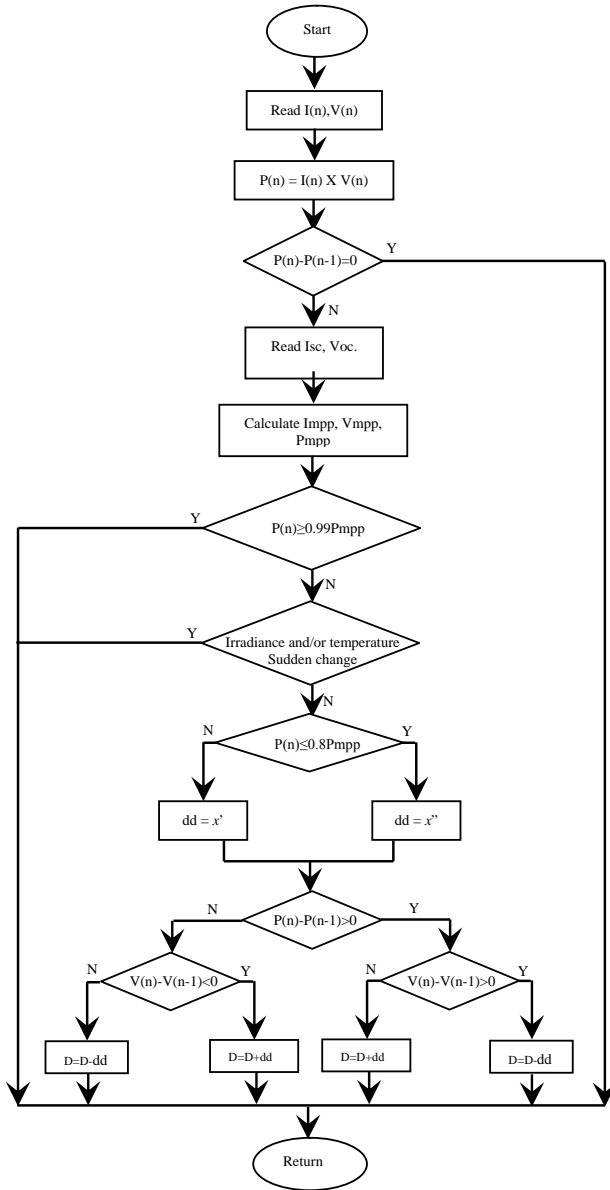 Start
Read I(n),V(n)
P(n) = I(n) X V(n)
P(n)-P(n-1)=0
Y
N
Read Isc, Voc.
Calculate Impp, Vmpp,
Pmpp
Y
P(n)≥0.99Pmpp
N
Y
Irradiance and/or temperature
Sudden change
N
N
P(n)≤0.8Pmpp
Y
dd = x’
dd = x”
N
P(n)-P(n-1)>0
Y
N
V(n)-V(n-1)<0
Y
N
V(n)-V(n-1)>0
Y
D=D-dd
D=D+dd
D=D+dd
D=D-dd
Return